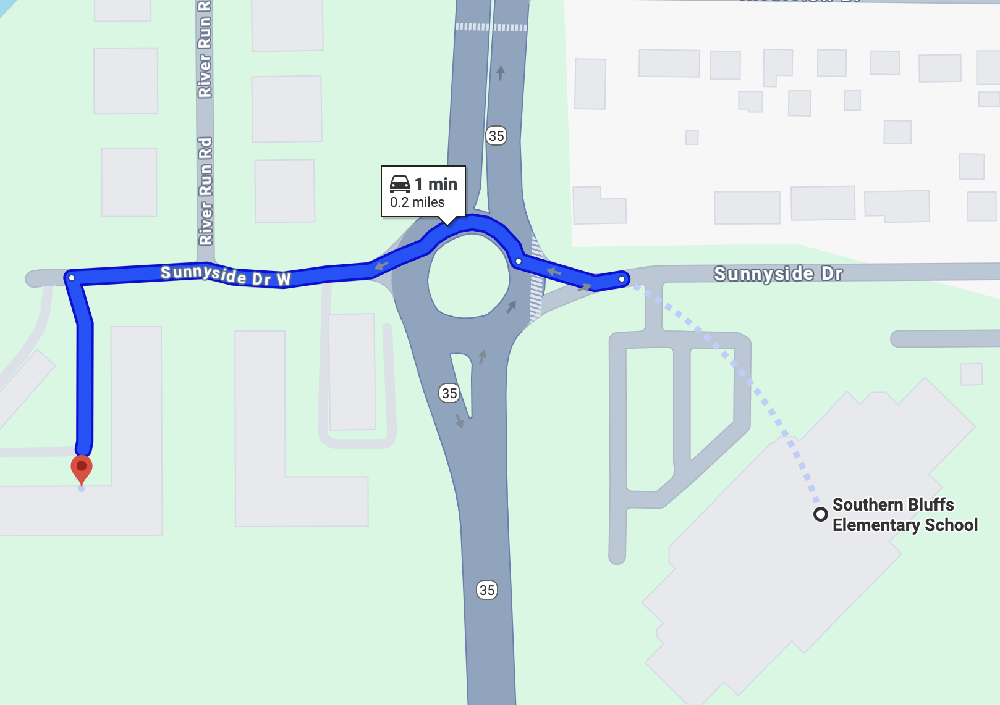 River Run R
River Run Rd
35
1 min
0.2 miles
Sunnyside Dr W
Sunnyside Dr
35
Southern Bluffs
Elementary School
35